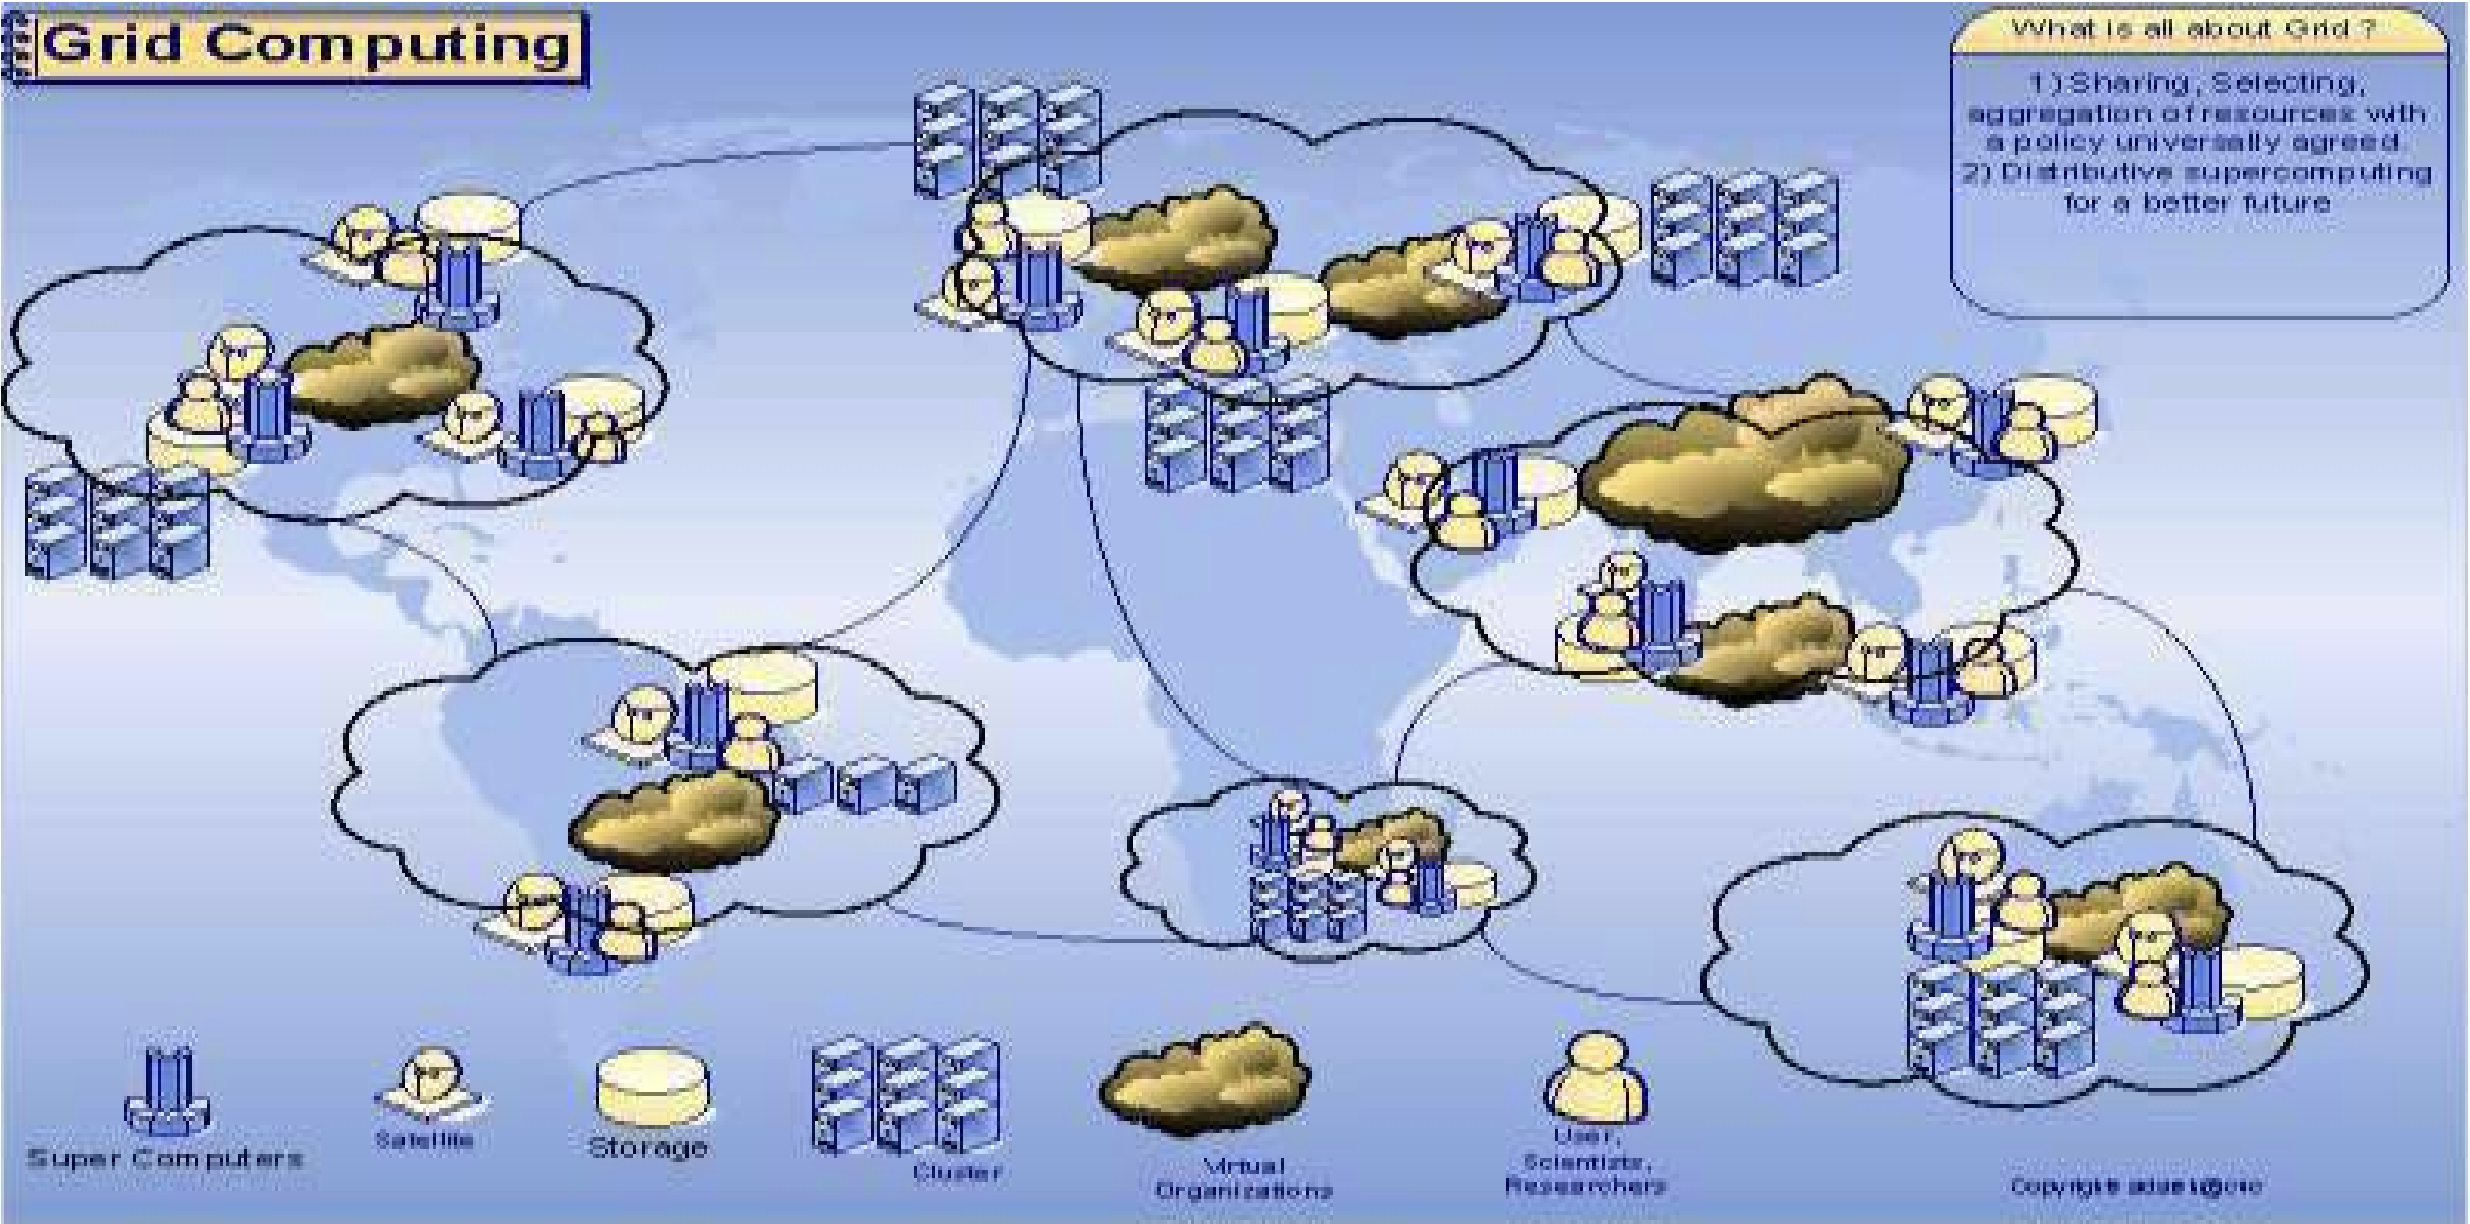 Grid Computing
What is all about Grid ?
1) Sharing, Selecting,
aggregation of resources with
a policy universally agreed.
2) Distributive supercomputing
for a better future
Super Computers
Satellite
Storage
Cluster
Virtual
Organizations
User,
Scientists,
Researchers
Copyright